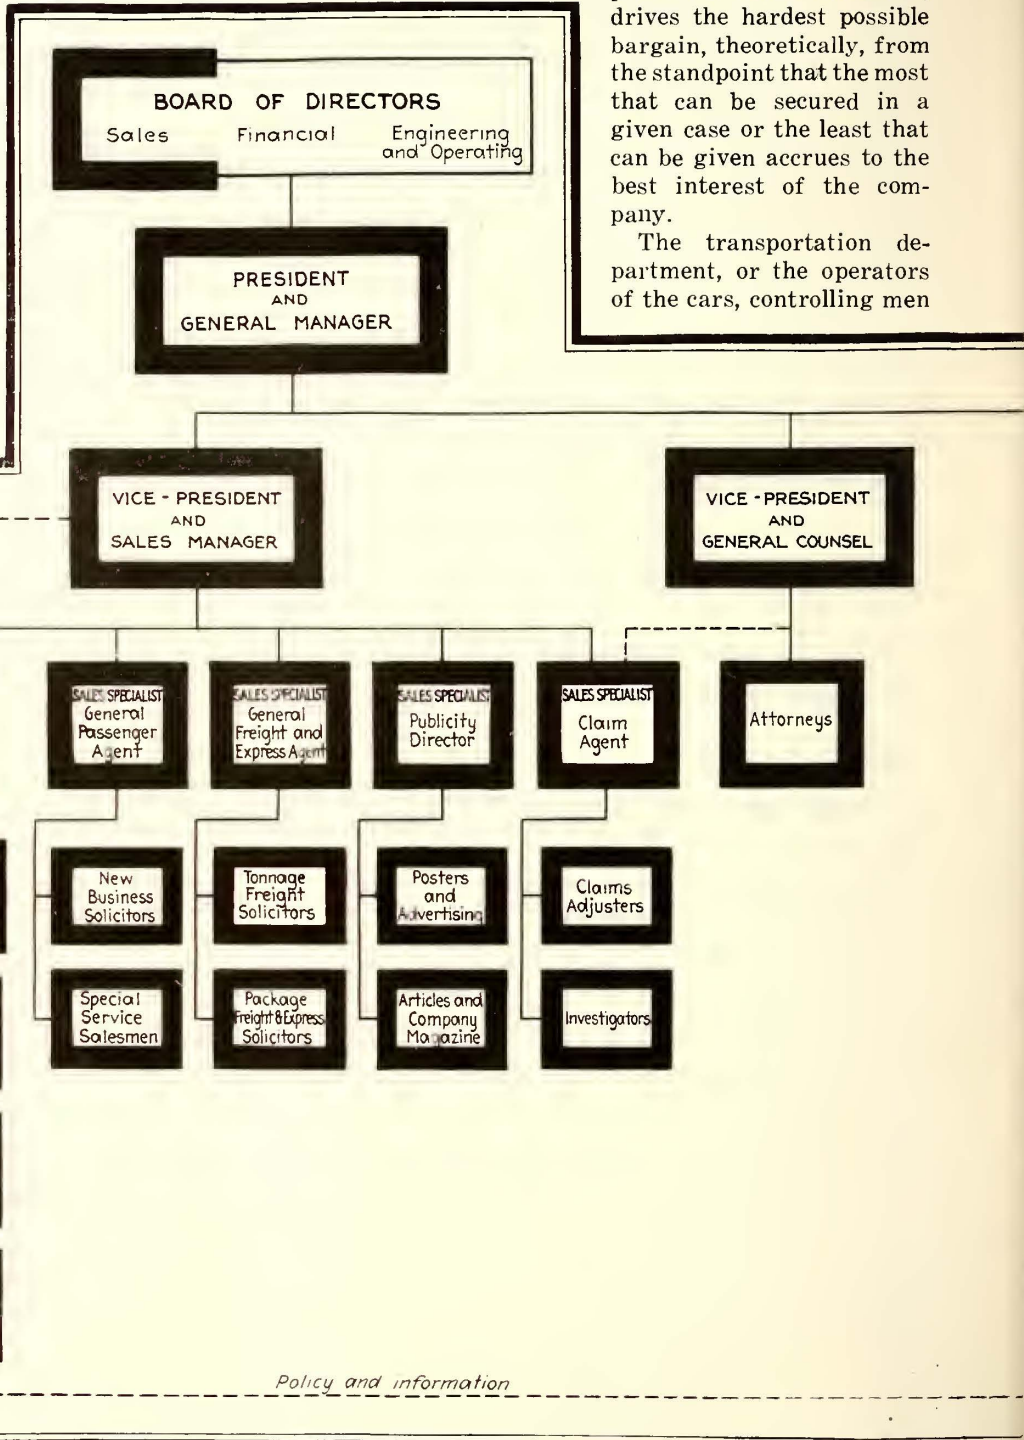 drives the hardest possible
bargain, theoretically, from
the standpoint that the most
that can be secured in a
given case or the least that
can be given accrues to the
best interest of the com-
pany.
The transportation de-
partment, or the operators
of the cars, controlling men
BOARD OF DIRECTORS
Sales Financial Engineering
and Operating
PRESIDENT
AND
GENERAL MANAGER
VICE - PRESIDENT
AND
SALES MANAGER
VICE - PRESIDENT
AND
GENERAL COUNSEL
SALES SPECIALIST
General
Passenger
Agent
SALES SPECIALIST
General
Freight and
Express Agent
SALES SPECIALIST
Publicity
Director
SALES SPECIALIST
Claim
Agent
Attorneys
New
Business
Solicitors
Tonnage
Freight
Solicitors
Posters
and
Advertising
Claims
Adjusters
Special
Service
Salesmen
Package
Freight & Express
Solicitors
Articles and
Company
Magazine
Investigators
Policy and information